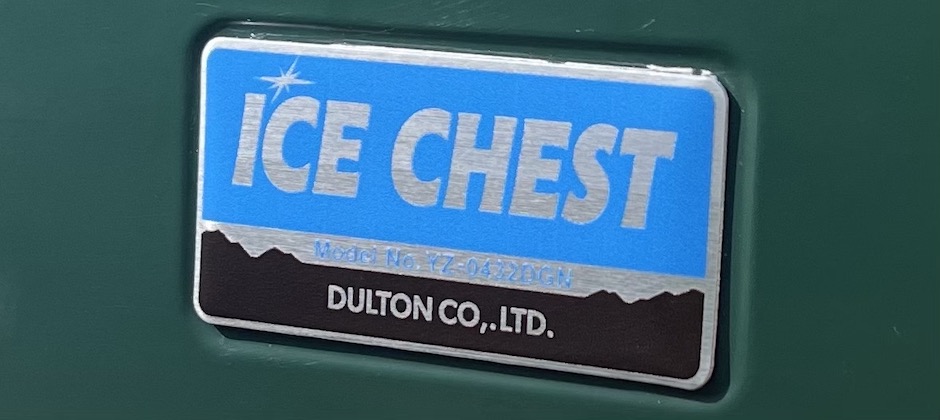 ICE CHEST
Model No. YZ-0432DGN
DULTON CO,.LTD.